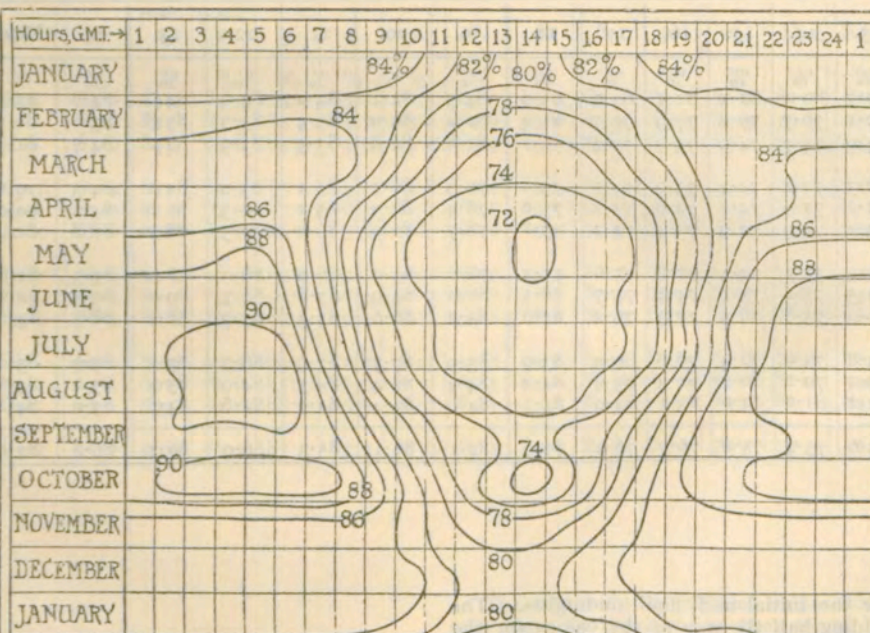 Hours, G.M.T.→ 1 2 3 4 5 6 7 8 9 10 11 12 13 14 15 16 17 18 19 20 21 22 23 24 1
JANUARY 84% 82% 80% 82% 84%
FEBRUARY 84 78
76
MARCH 74 84
APRIL 86 72 86
MAY 88 88
JUNE 90
JULY
AUGUST
SEPTEMBER 74
OCTOBER 90 88
NOVEMBER 86 78
DECEMBER 80
JANUARY 80